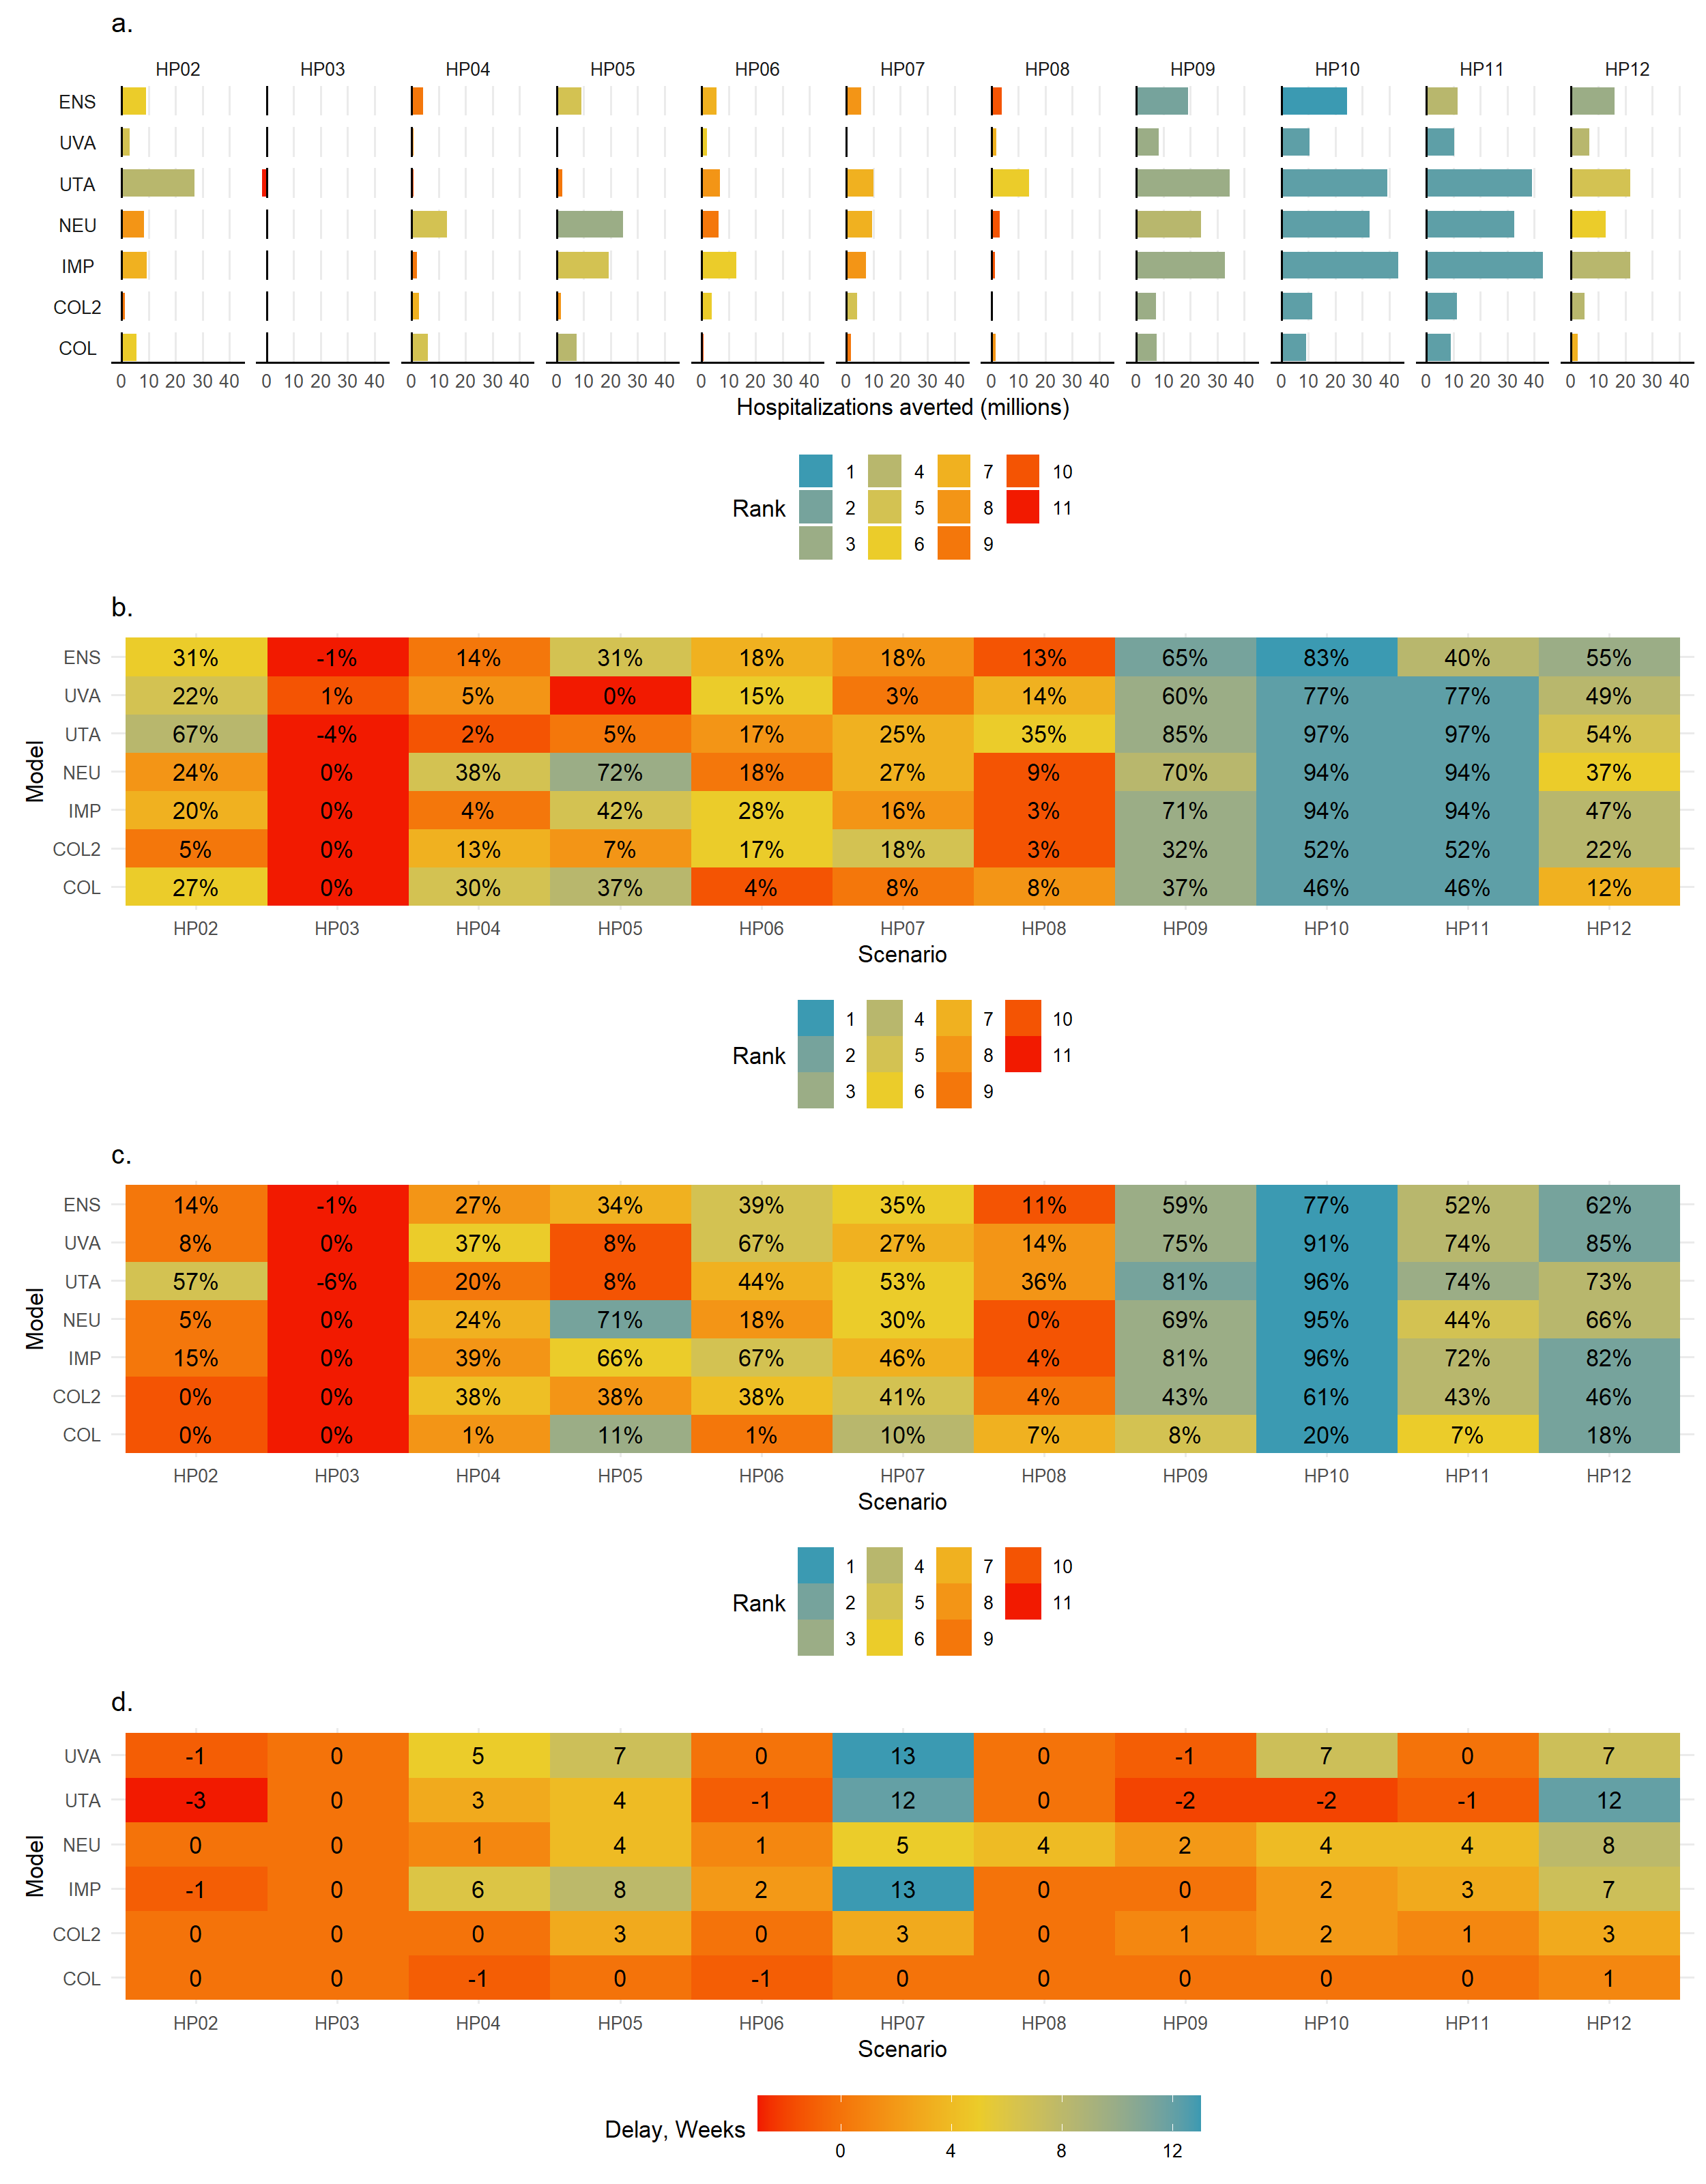 a.
HP02 HP03 HP04 HP05 HP06 HP07 HP08 HP09 HP10 HP11 HP12
ENS
UVA
UTA
NEU
IMP
COL2
COL
0 10 20 30 40 0 10 20 30 40 0 10 20 30 40 0 10 20 30 40 0 10 20 30 40 0 10 20 30 40 0 10 20 30 40 0 10 20 30 40 0 10 20 30 40 0 10 20 30 40 0 10 20 30 40
Hospitalizations averted (millions)
1 4 7 10
Rank 2 5 8 11
3 6 9
b.
ENS 31% -1% 14% 31% 18% 18% 13% 65% 83% 40% 55%
UVA 22% 1% 5% 0% 15% 3% 14% 60% 77% 77% 49%
UTA 67% -4% 2% 5% 17% 25% 35% 85% 97% 97% 54%
NEU 24% 0% 38% 72% 18% 27% 9% 70% 94% 94% 37%
IMP 20% 0% 4% 42% 28% 16% 3% 71% 94% 94% 47%
COL2 5% 0% 13% 7% 17% 18% 3% 32% 52% 52% 22%
COL 27% 0% 30% 37% 4% 8% 8% 37% 46% 46% 12%
Model
HP02 HP03 HP04 HP05 HP06 HP07 HP08 HP09 HP10 HP11 HP12
Scenario
1 4 7 10
Rank 2 5 8 11
3 6 9
c.
ENS 14% -1% 27% 34% 39% 35% 11% 59% 77% 52% 62%
UVA 8% 0% 37% 8% 67% 27% 14% 75% 91% 74% 85%
UTA 57% -6% 20% 8% 44% 53% 36% 81% 96% 74% 73%
NEU 5% 0% 24% 71% 18% 30% 0% 69% 95% 44% 66%
IMP 15% 0% 39% 66% 67% 46% 4% 81% 96% 72% 82%
COL2 0% 0% 38% 38% 38% 41% 4% 43% 61% 43% 46%
COL 0% 0% 1% 11% 1% 10% 7% 8% 20% 7% 18%
Model
HP02 HP03 HP04 HP05 HP06 HP07 HP08 HP09 HP10 HP11 HP12
Scenario
1 4 7 10
Rank 2 5 8 11
3 6 9
d.
UVA -1 0 5 7 0 13 0 -1 7 0 7
UTA -3 0 3 4 -1 12 0 -2 -2 -1 12
NEU 0 0 1 4 1 5 4 2 4 4 8
IMP -1 0 6 8 2 13 0 0 2 3 7
COL2 0 0 0 3 0 3 0 1 2 1 3
COL 0 0 -1 0 -1 0 0 0 0 0 1
Model
HP02 HP03 HP04 HP05 HP06 HP07 HP08 HP09 HP10 HP11 HP12
Scenario
Delay, Weeks
0 4 8 12